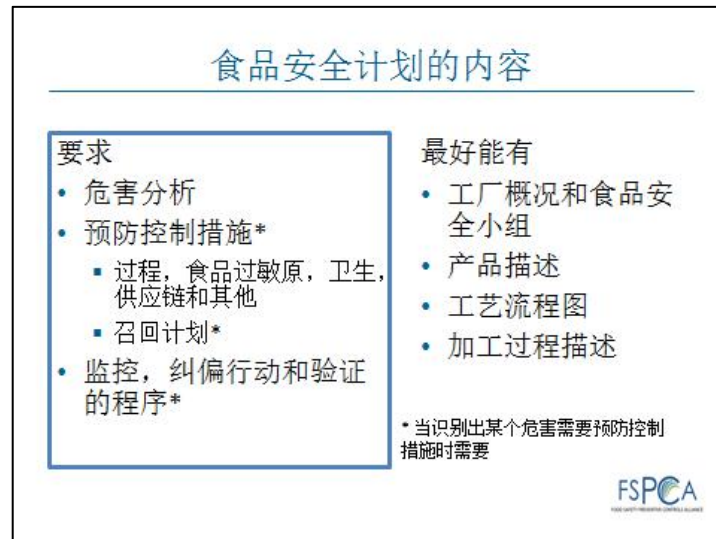 食品安全计划的内容
要求
• 危害分析
• 预防控制措施*
▪ 过程，食品过敏原，卫生，
供应链和其他
▪ 召回计划*
• 监控，纠偏行动和验证
的程序*
最好能有
• 工厂概况和食品安
全小组
• 产品描述
• 工艺流程图
• 加工过程描述
* 当识别出某个危害需要预防控制
措施时需要
FSPCA
FOOD SAFETY PREVENTIVE CONTROLS ALLIANCE